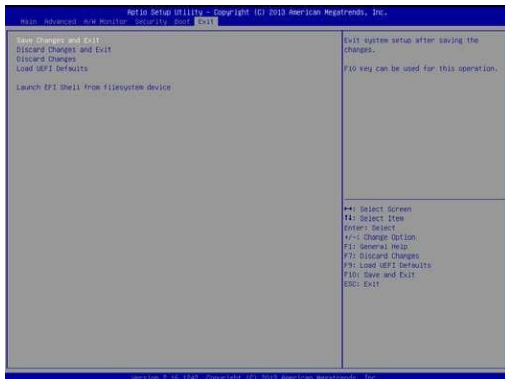 Aptio Setup Utility - Copyright (C) 2013 American Megatrends, Inc.
Main Advanced H/W Monitor Security Boot Exit
Save Changes and Exit
Discard Changes and Exit
Discard Changes
Load UEFI Defaults
Launch EFI Shell from filesystem device
Exit system setup after saving the
changes.
F10 key can be used for this operation.
: Select Screen
: Select Item
Enter: Select
+/-: Change Option
F1: General Help
F7: Discard Changes
F9: Load UEFI Defaults
F10: Save and Exit
ESC: Exit
Version 2.16.1242. Copyright (C) 2013 American Megatrends, Inc.